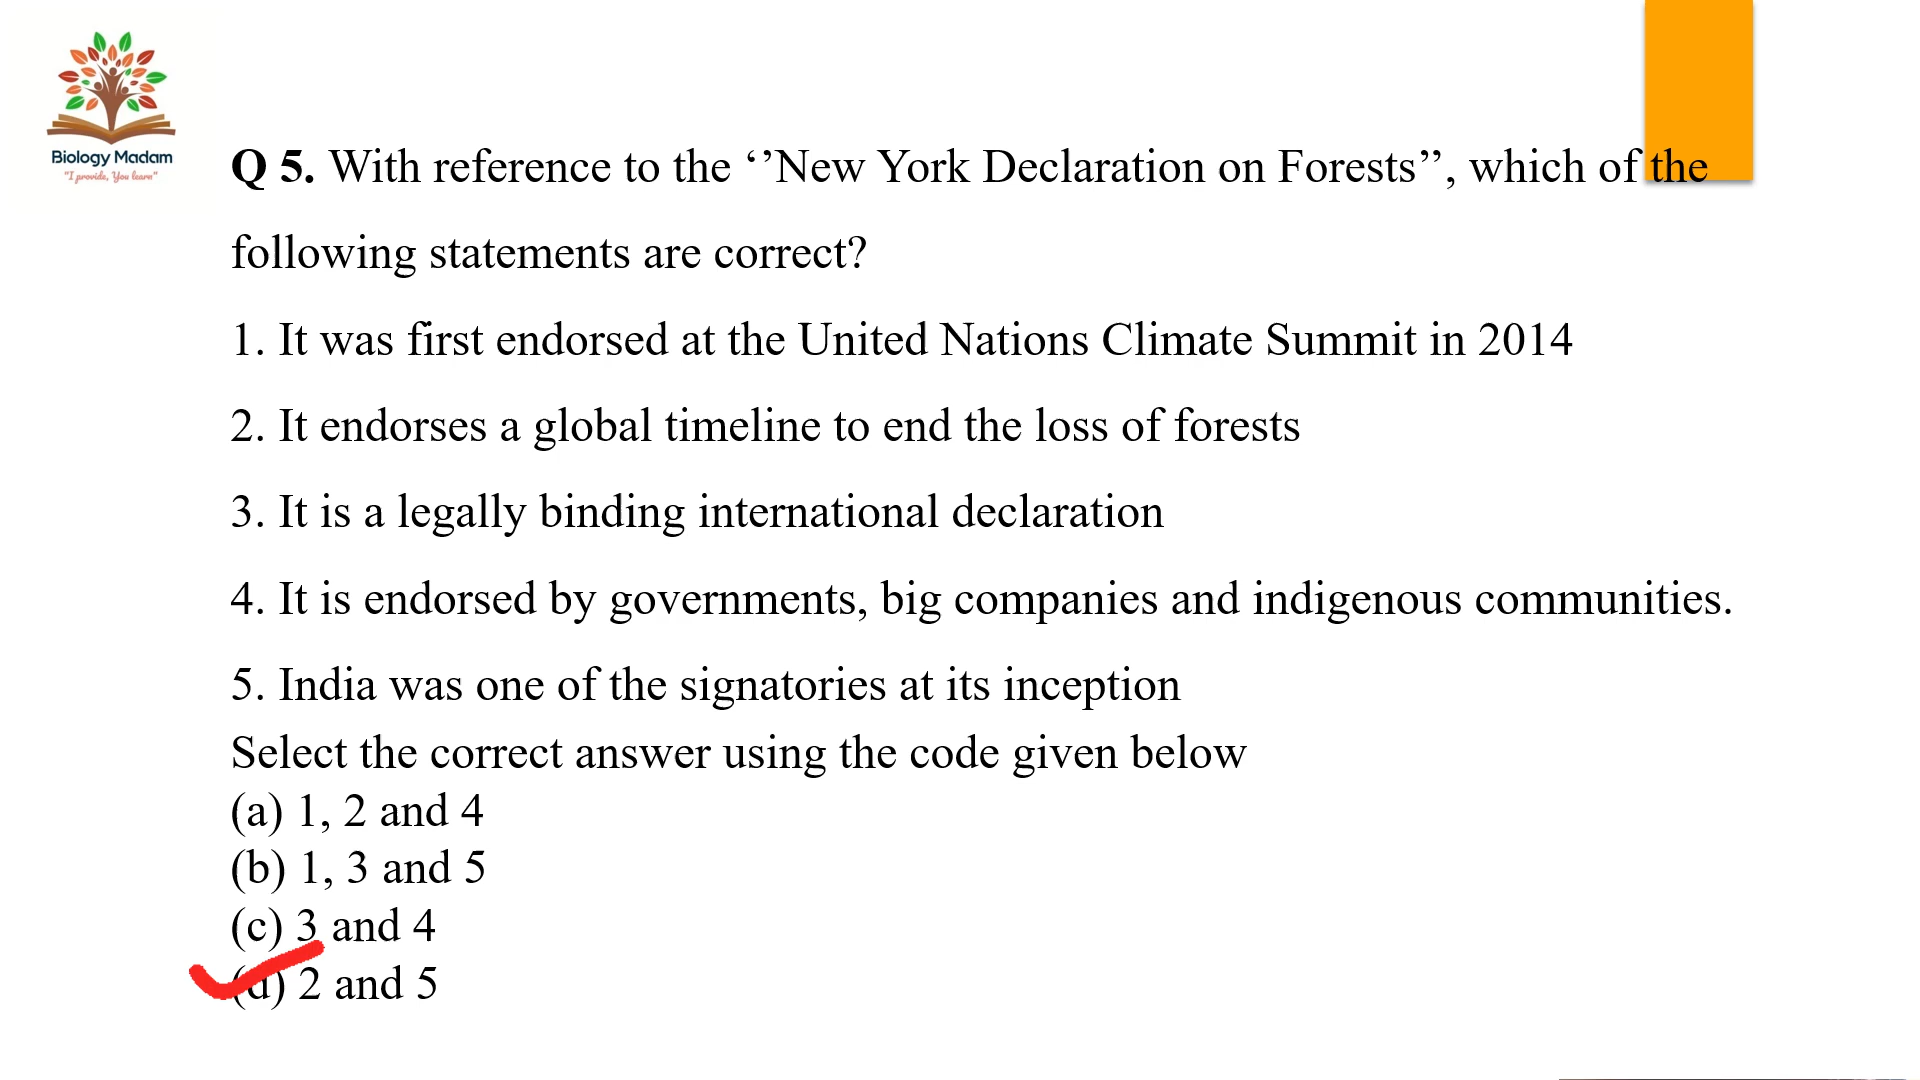 Biology Madam
"I provide, You learn"
Q 5. With reference to the ‘’New York Declaration on Forests’’, which of the
following statements are correct?
1. It was first endorsed at the United Nations Climate Summit in 2014
2. It endorses a global timeline to end the loss of forests
3. It is a legally binding international declaration
4. It is endorsed by governments, big companies and indigenous communities.
5. India was one of the signatories at its inception
Select the correct answer using the code given below
(a) 1, 2 and 4
(b) 1, 3 and 5
(c) 3 and 4
(d) 2 and 5